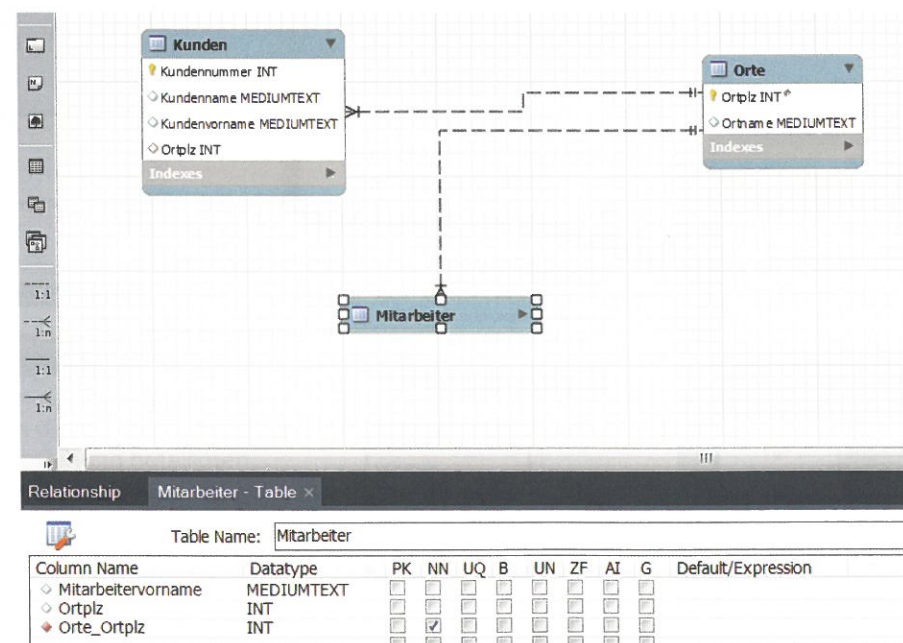 Kunden
Kundennummer INT
Kundenname MEDIUMTEXT
Kundenvorname MEDIUMTEXT
Ortplz INT
Indexes
Orte
Ortplz INT
Ortname MEDIUMTEXT
Indexes
Mitarbeiter
1:1
1:n
1:1
1:n
Relationship Mitarbeiter - Table ×
Table Name: Mitarbeiter
Column Name Datatype PK NN UQ B UN ZF AI G Default/Expression
Mitarbeitervorname MEDIUMTEXT
Ortplz INT
Orte_Ortplz INT